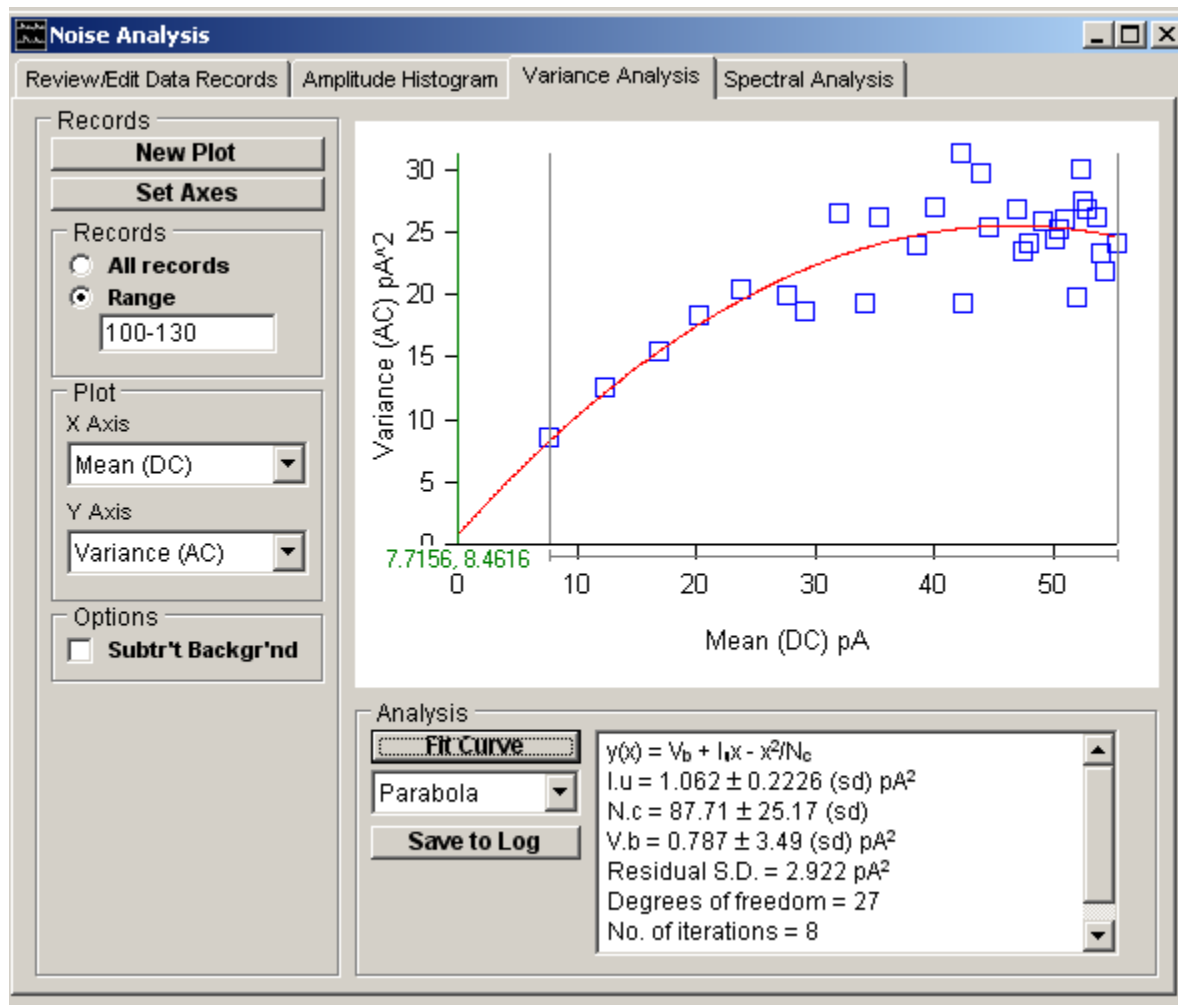 Noise Analysis
Review/Edit Data Records
Amplitude Histogram
Variance Analysis
Spectral Analysis
Records
New Plot
Set Axes
Records
All records
Range
100-130
Plot
X Axis
Mean (DC)
Y Axis
Variance (AC)
Options
Subtr't Backgr'nd
Variance (AC) pA^2
30
25
20
15
10
5
0
7.7156, 8.4616
0 10 20 30 40 50
Mean (DC) pA
Analysis
Fit Curve
Parabola
Save to Log
y(x) = V_b + I_u x - x²/N_c
I.u = 1.062 ± 0.2226 (sd) pA²
N.c = 87.71 ± 25.17 (sd)
V.b = 0.787 ± 3.49 (sd) pA²
Residual S.D. = 2.922 pA²
Degrees of freedom = 27
No. of iterations = 8